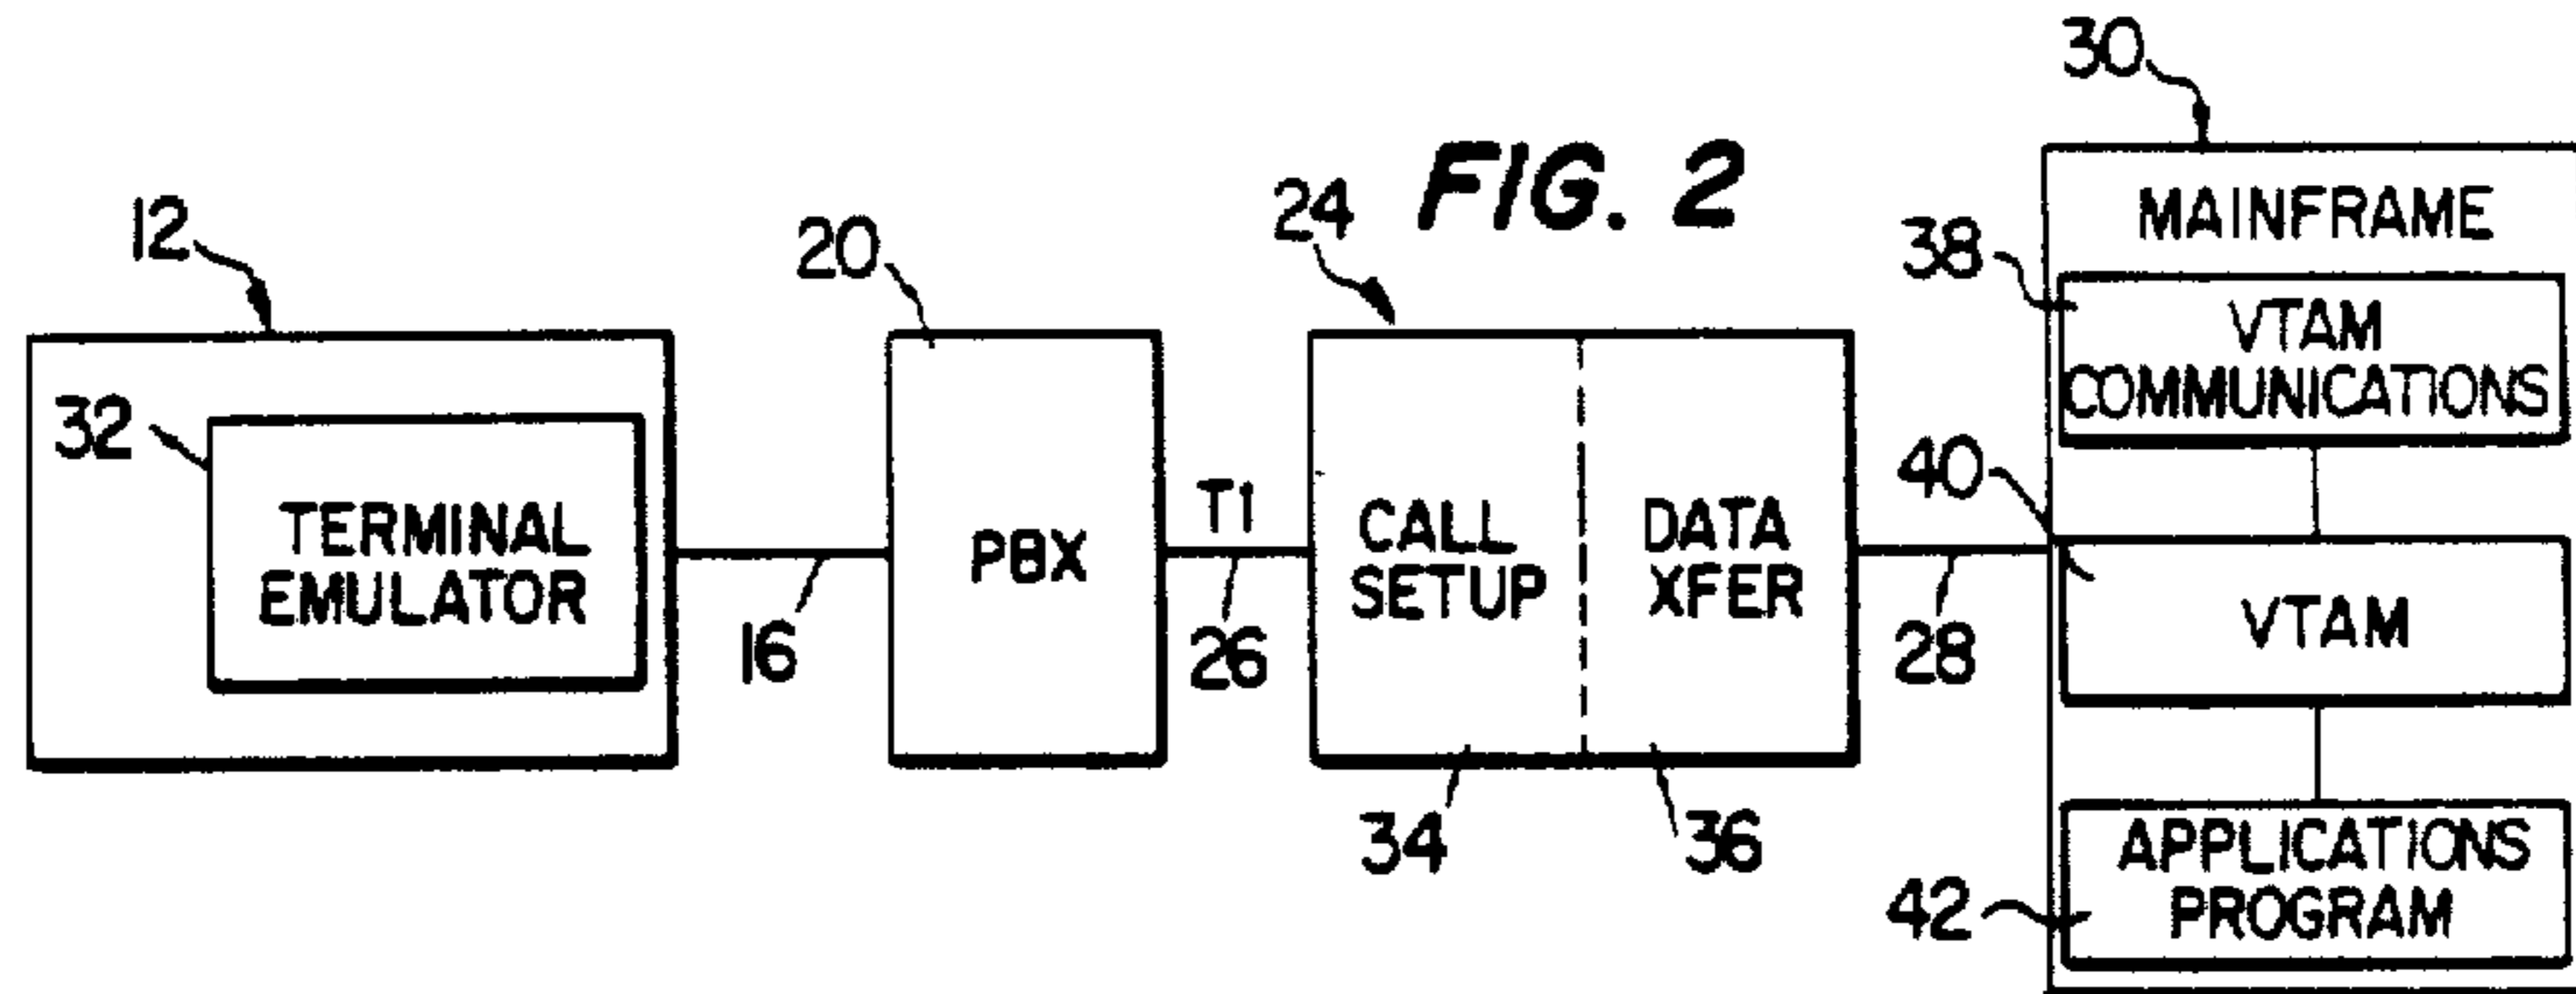 30
FIG. 2
MAINFRAME
12
20
24
38
VTAM
COMMUNICATIONS
32
TERMINAL
EMULATOR
16
PBX
T1
26
CALL
SETUP
DATA
XFER
34
36
28
40
VTAM
42
APPLICATIONS
PROGRAM